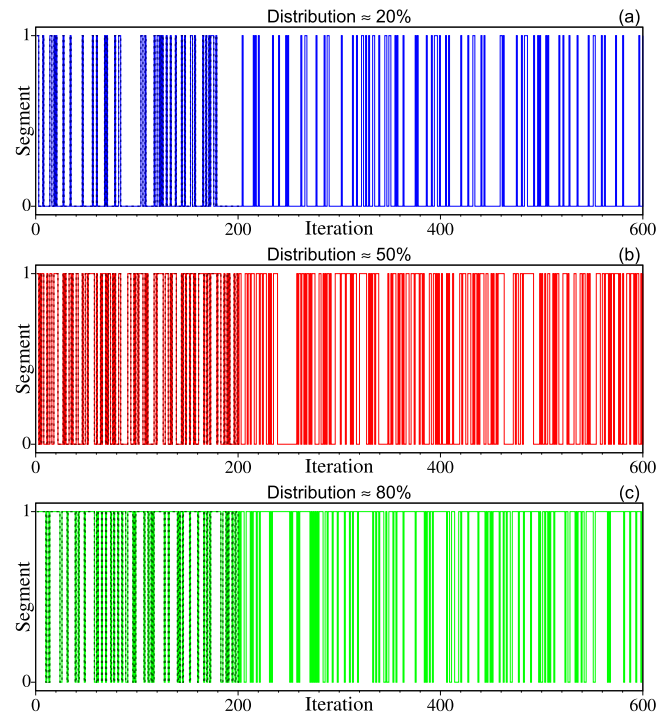 Distribution ≈ 20%
(a)
1
Segment
0
0
200
Iteration
400
600
Distribution ≈ 50%
(b)
1
Segment
0
0
200
Iteration
400
600
Distribution ≈ 80%
(c)
1
Segment
0
0
200
Iteration
400
600